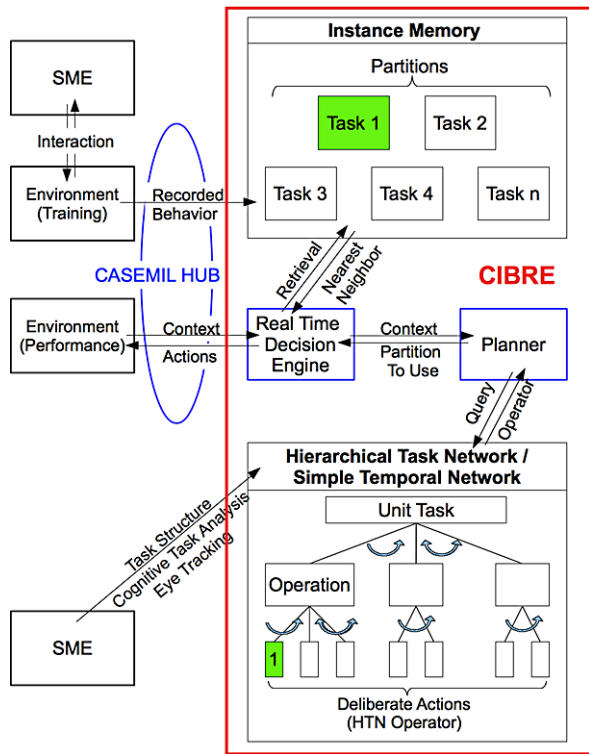 Instance Memory
Partitions
SME
Task 1
Task 2
Interaction
Environment
(Training)
Recorded
Behavior
Task 3
Task 4
Task n
CASEMIL HUB
Retrieval
Nearest
Neighbor
CIBRE
Environment
(Performance)
Context
Actions
Real Time
Decision
Engine
Context
Partition
To Use
Planner
Query
Operator
Hierarchical Task Network /
Simple Temporal Network
Task Structure
Cognitive Task Analysis
Eye Tracking
Unit Task
Operation
SME
1
Deliberate Actions
(HTN Operator)